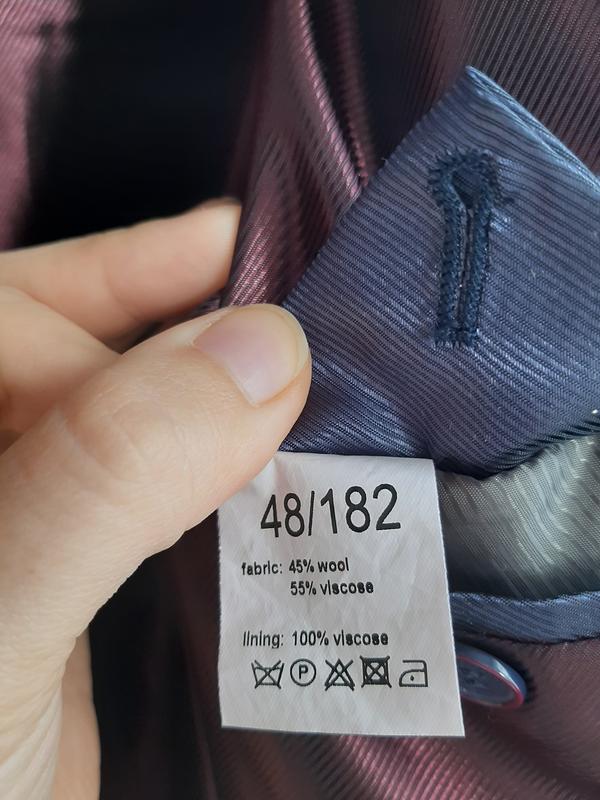 48/182
fabric: 45% wool
55% viscose
lining: 100% viscose
P